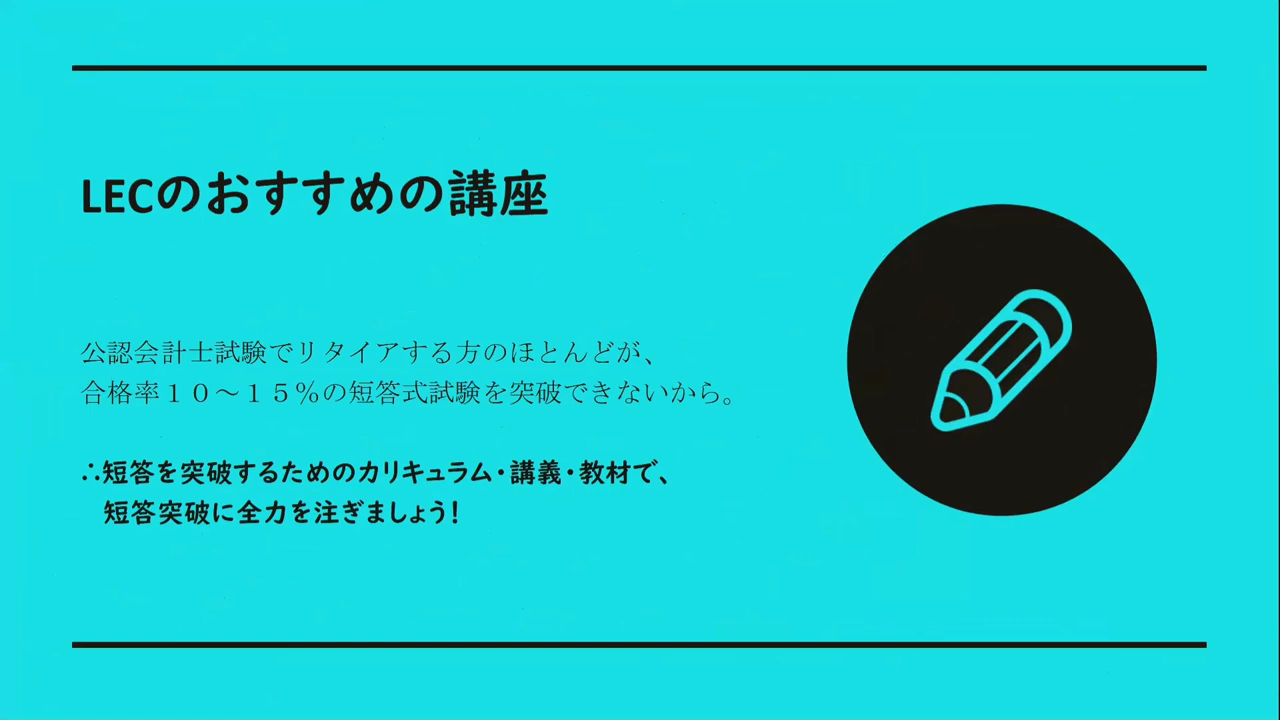 LECのおすすめの講座
公認会計士試験でリタイアする方のほとんどが、
合格率１０～１５％の短答式試験を突破できないから。
∴短答を突破するためのカリキュラム・講義・教材で、
短答突破に全力を注ぎましょう！